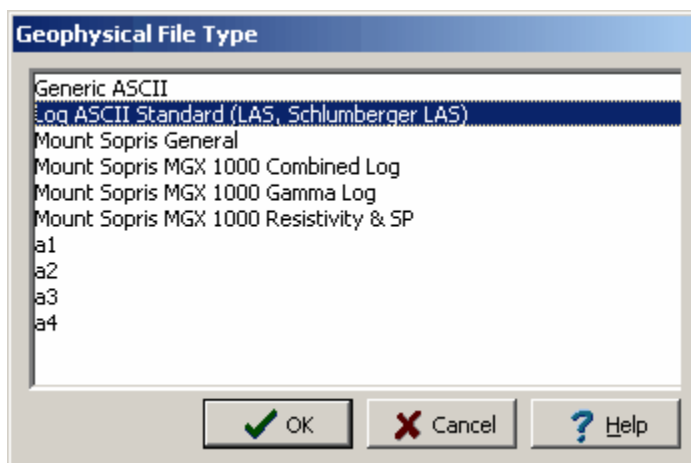 Geophysical File Type
Generic ASCII
Log ASCII Standard (LAS, Schlumberger LAS)
Mount Sopris General
Mount Sopris MGX 1000 Combined Log
Mount Sopris MGX 1000 Gamma Log
Mount Sopris MGX 1000 Resistivity & SP
a1
a2
a3
a4
OK Cancel Help